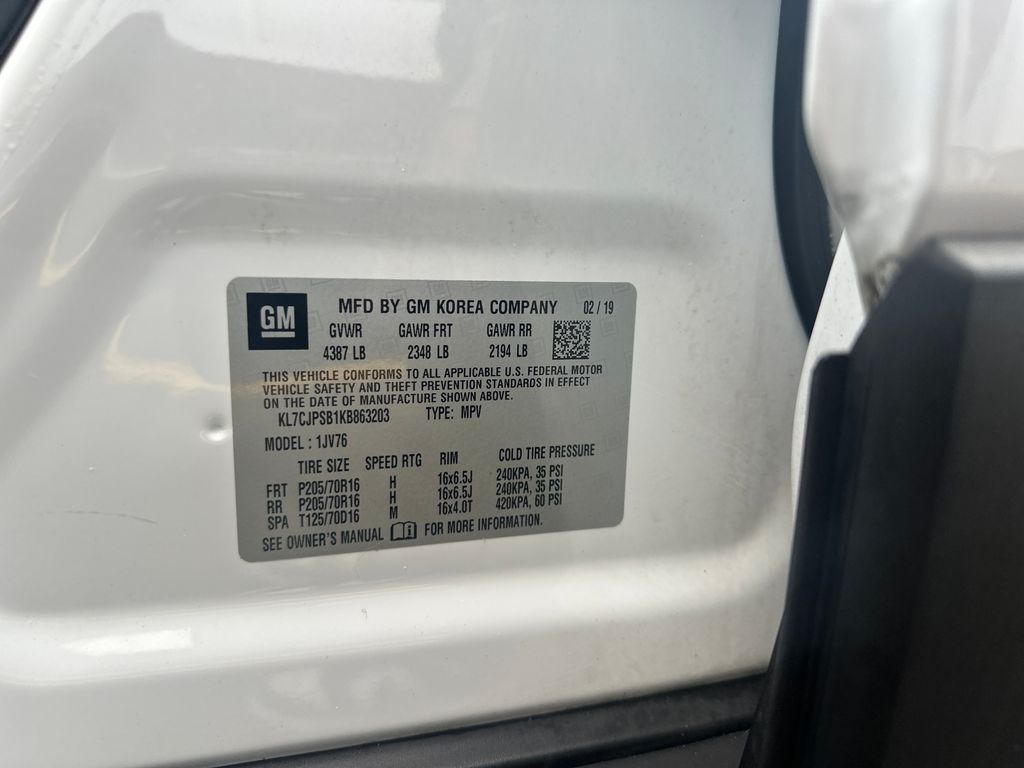 GM
MFD BY GM KOREA COMPANY 02/19
GVWR GAWR FRT GAWR RR
4387 LB 2348 LB 2194 LB
THIS VEHICLE CONFORMS TO ALL APPLICABLE U.S. FEDERAL MOTOR
VEHICLE SAFETY AND THEFT PREVENTION STANDARDS IN EFFECT
ON THE DATE OF MANUFACTURE SHOWN ABOVE.
KL7CJPSB1KB863203 TYPE: MPV
MODEL : 1JV76
TIRE SIZE SPEED RTG RIM COLD TIRE PRESSURE
FRT P205/70R16 H 16x6.5J 240KPA, 35 PSI
RR P205/70R16 H 16x6.5J 240KPA, 35 PSI
SPA T125/70D16 M 16x4.0T 420KPA, 60 PSI
SEE OWNER'S MANUAL i FOR MORE INFORMATION.